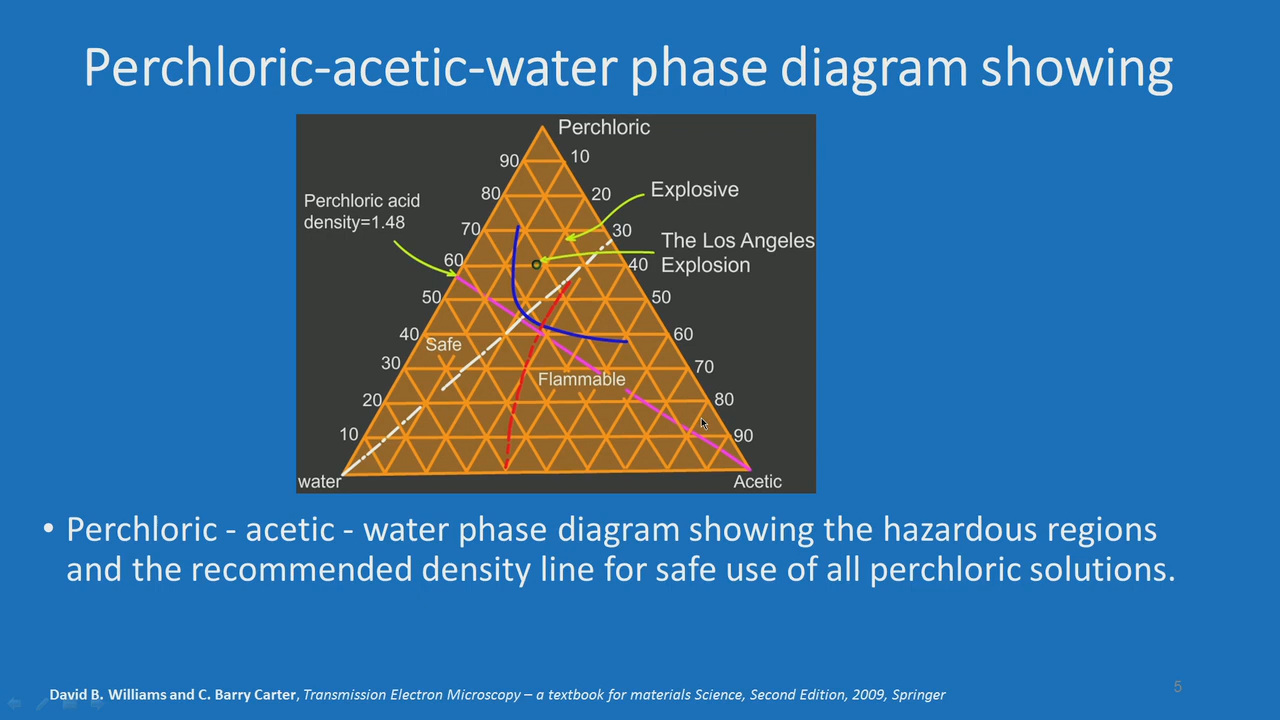 Perchloric-acetic-water phase diagram showing
Perchloric
90
10
80
20
Explosive
Perchloric acid
density=1.48
70
30
The Los Angeles
Explosion
60
40
50
50
40
60
Safe
30
70
Flammable
20
80
10
90
water
Acetic
• Perchloric - acetic - water phase diagram showing the hazardous regions
and the recommended density line for safe use of all perchloric solutions.
David B. Williams and C. Barry Carter, Transmission Electron Microscopy – a textbook for materials Science, Second Edition, 2009, Springer
5